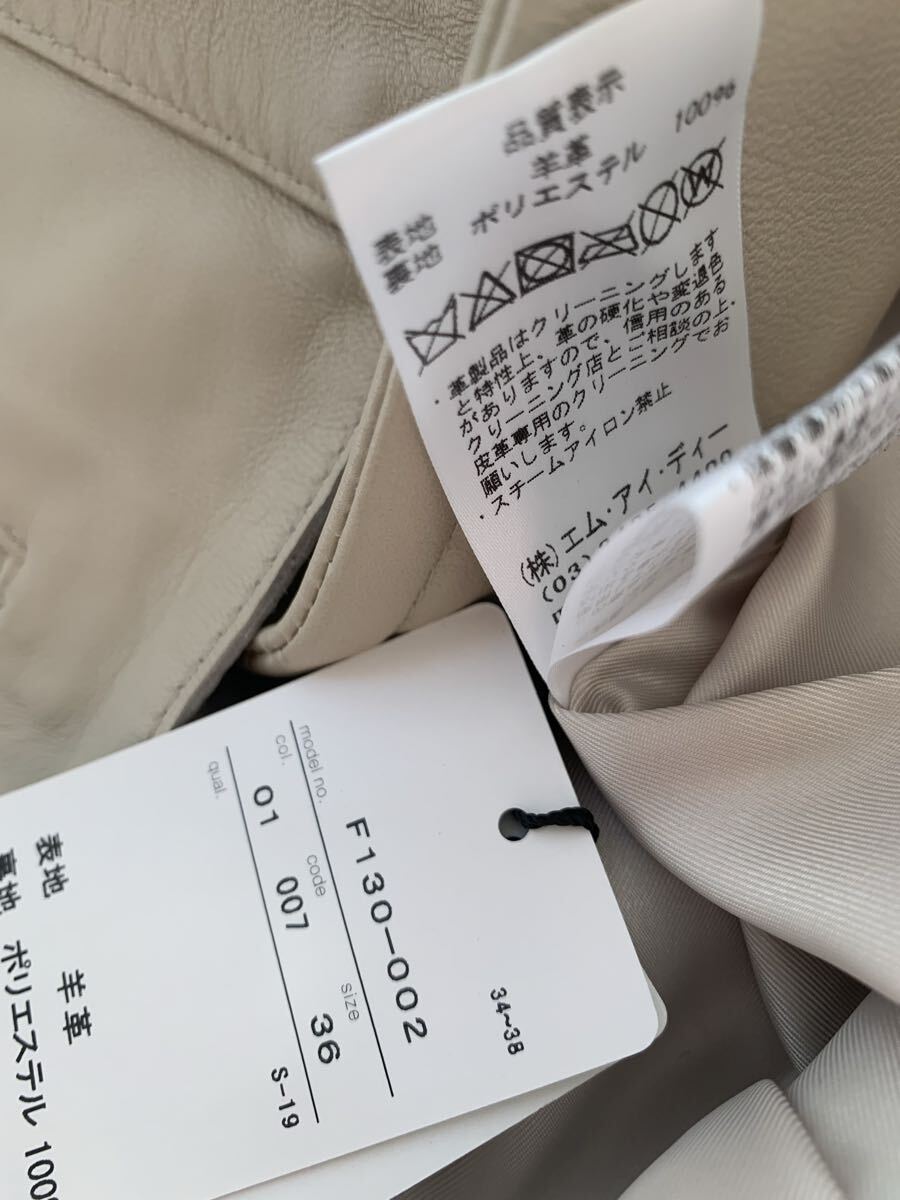 品質表示
表地 羊革
裏地 ポリエステル 100%
・革製品はクリーニングします
と特性上、革の硬化や変退色
がありますので、信用のある
クリーニング店とご相談の上、
皮革専用のクリーニングでお
願いします。
・スチームアイロン禁止
(株)エム・アイ・ディー
(03)
model no. F130-002
col. code size
01 007 36
qual.
34~38
S-19
表地 羊革
裏地 ポリエステル 100%